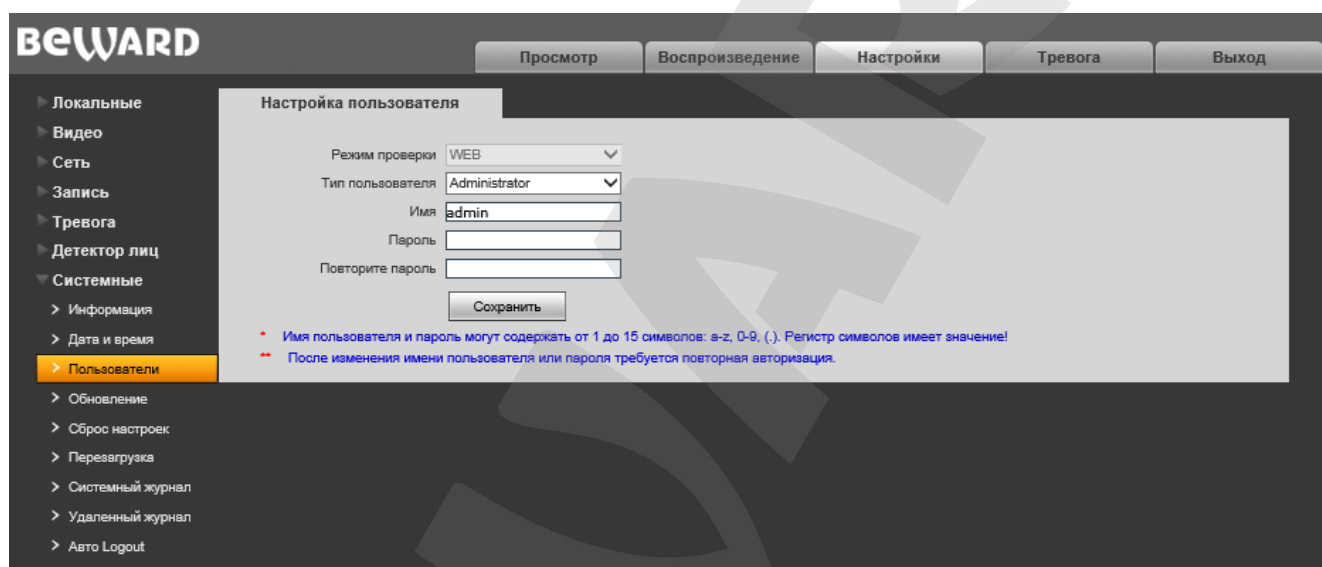 BEWARD
Просмотр Воспроизведение Настройки Тревога Выход
Локальные
Видео
Сеть
Запись
Тревога
Детектор лиц
Системные
Информация
Дата и время
Пользователи
Обновление
Сброс настроек
Перезагрузка
Системный журнал
Удаленный журнал
Авто Logout
Настройка пользователя
Режим проверки WEB
Тип пользователя Administrator
Имя admin
Пароль
Повторите пароль
Сохранить
* Имя пользователя и пароль могут содержать от 1 до 15 символов: a-z, 0-9, (.). Регистр символов имеет значение!
** После изменения имени пользователя или пароля требуется повторная авторизация.